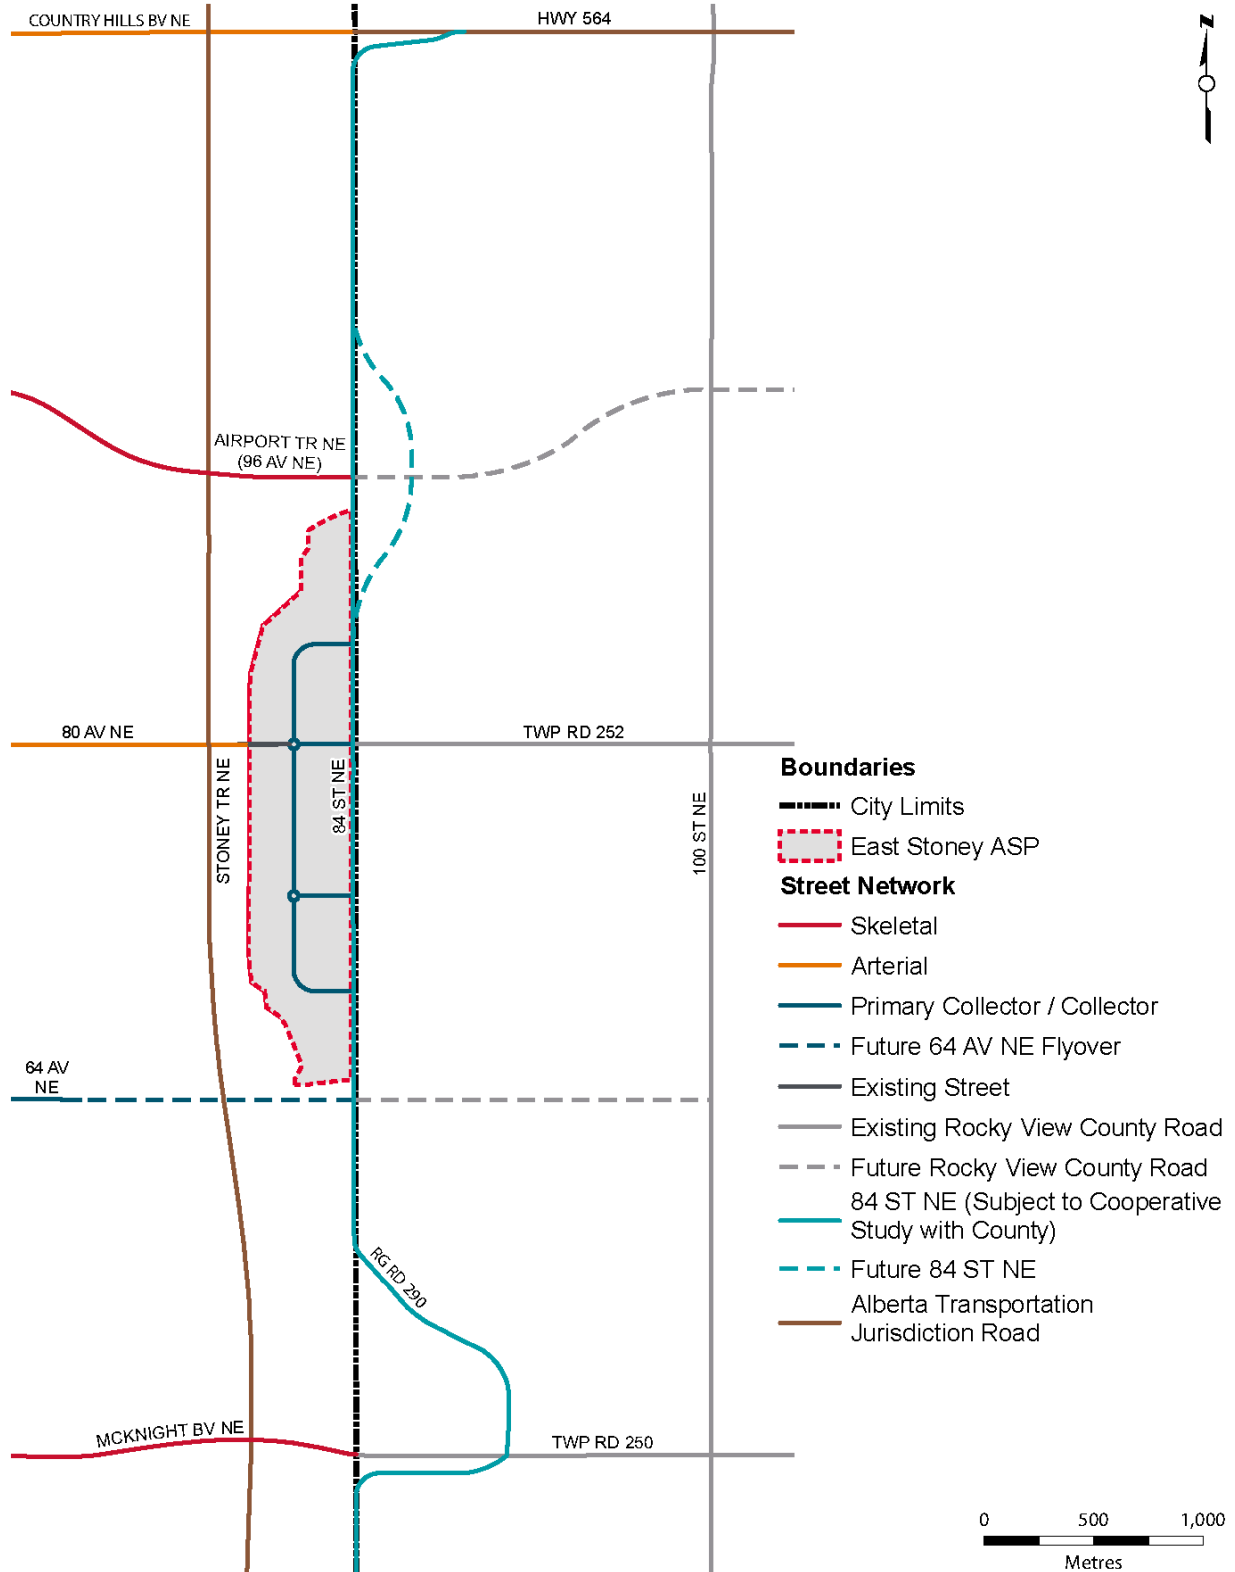 COUNTRY HILLS BV NE
HWY 564
N
AIRPORT TR NE
(96 AV NE)
80 AV NE
TWP RD 252
STONEY TR NE
84 ST NE
100 ST NE
64 AV
NE
RG RD 290
MCKNIGHT BV NE
TWP RD 250
Boundaries
City Limits
East Stoney ASP
Street Network
Skeletal
Arterial
Primary Collector / Collector
Future 64 AV NE Flyover
Existing Street
Existing Rocky View County Road
Future Rocky View County Road
84 ST NE (Subject to Cooperative
Study with County)
Future 84 ST NE
Alberta Transportation
Jurisdiction Road
0 500 1,000
Metres